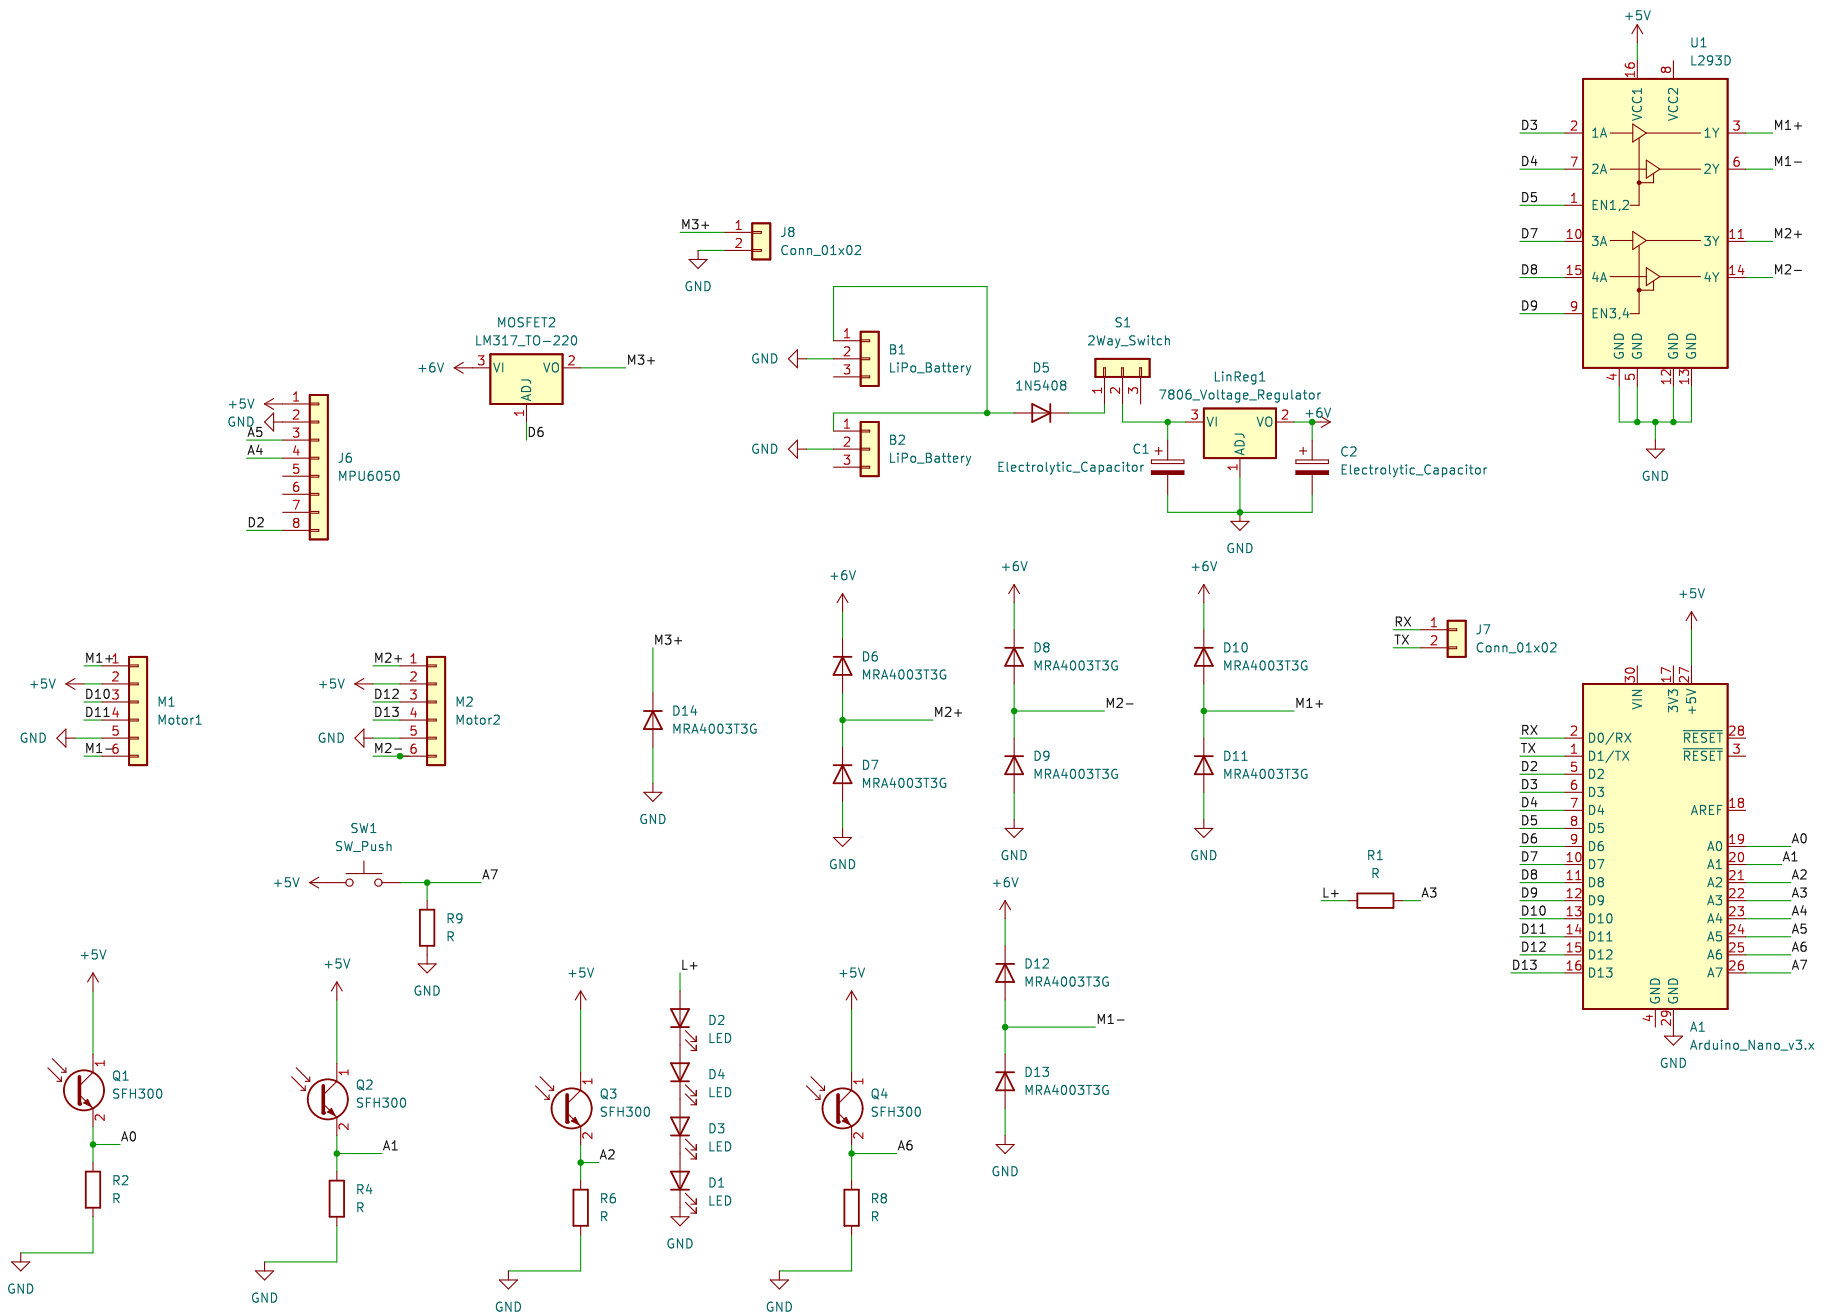 +5V
U1
L293D
16
8
VCC1
VCC2
D3
2
1A
1Y
3
M1+
D4
7
2A
2Y
6
M1-
D5
1
EN1,2
D7
10
3A
3Y
11
M2+
D8
15
4A
4Y
14
M2-
D9
9
EN3,4
GND
GND
GND
GND
4
5
12
13
GND
M3+
1
2
J8
Conn_01x02
GND
MOSFET2
LM317_TO-220
+6V
3
VI
VO
2
M3+
ADJ
1
D6
GND
1
2
3
B1
LiPo_Battery
GND
1
2
3
B2
LiPo_Battery
D5
1N5408
S1
2Way_Switch
1
2
3
LinReg1
7806_Voltage_Regulator
3
VI
VO
2
+6V
ADJ
1
C1
Electrolytic_Capacitor
C2
Electrolytic_Capacitor
GND
+5V
1
GND
2
A5
3
A4
4
5
6
7
D2
8
J6
MPU6050
M1+
1
+5V
2
D10
3
D11
4
GND
5
M1-
6
M1
Motor1
M2+
1
+5V
2
D12
3
D13
4
GND
5
M2-
6
M2
Motor2
M3+
D14
MRA4003T3G
GND
+6V
D6
MRA4003T3G
M2+
D7
MRA4003T3G
GND
+6V
D8
MRA4003T3G
M2-
D9
MRA4003T3G
GND
+6V
D10
MRA4003T3G
M1+
D11
MRA4003T3G
GND
RX
1
TX
2
J7
Conn_01x02
+5V
30
17
27
VIN
3V3
+5V
RX
2
D0/RX
TX
1
D1/TX
D2
5
D2
D3
6
D3
D4
7
D4
D5
8
D5
D6
9
D6
D7
10
D7
D8
11
D8
D9
12
D9
D10
13
D10
D11
14
D11
D12
15
D12
D13
16
D13
RESET
28
RESET
3
AREF
18
A0
19
A0
A1
20
A1
A2
21
A2
A3
22
A3
A4
23
A4
A5
24
A5
A6
25
A6
A7
26
A7
GND
GND
4
29
A1
Arduino_Nano_v3.x
GND
SW1
SW_Push
+5V
A7
R9
R
GND
R1
R
L+
A3
+6V
D12
MRA4003T3G
M1-
D13
MRA4003T3G
GND
+5V
1
Q1
SFH300
2
A0
R2
R
GND
+5V
1
Q2
SFH300
2
A1
R4
R
GND
+5V
1
Q3
SFH300
2
A2
R6
R
GND
L+
D2
LED
D4
LED
D3
LED
D1
LED
GND
+5V
1
Q4
SFH300
2
A6
R8
R
GND